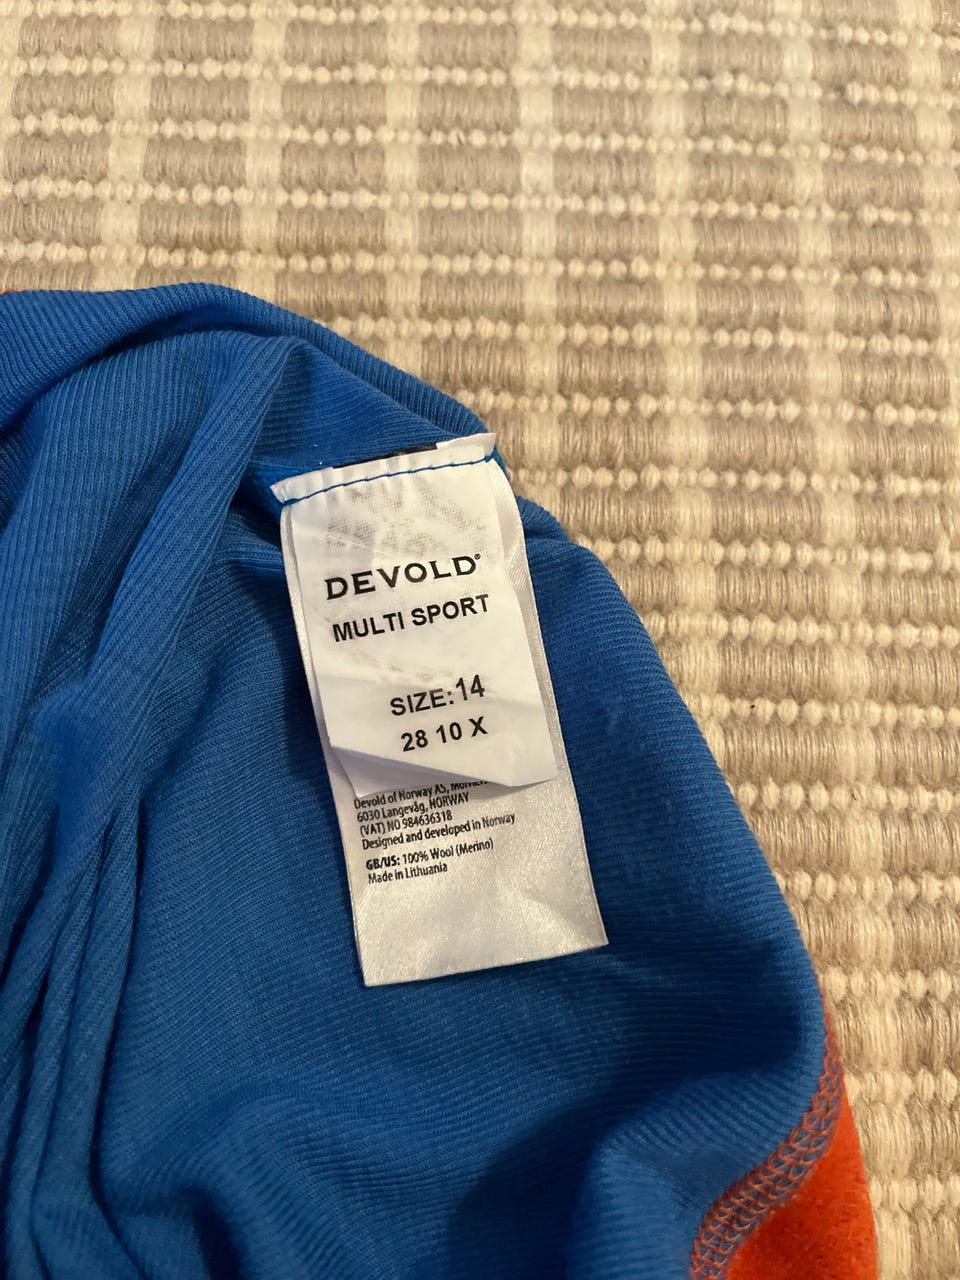 DEVOLD®
MULTI SPORT
SIZE:14
28 10 X
Devold of Norway AS,
6030 Langevåg, NORWAY
(VAT) NO 984636318
Designed and developed in Norway
GB/US: 100% Wool (Merino)
Made in Lithuania